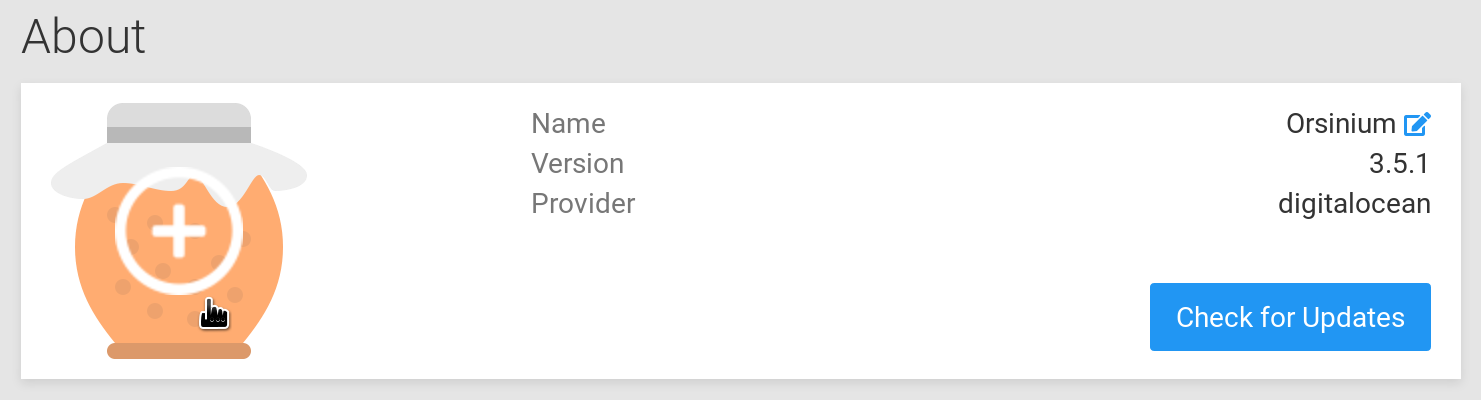 About
Name Orsinium
Version 3.5.1
Provider digitalocean
Check for Updates